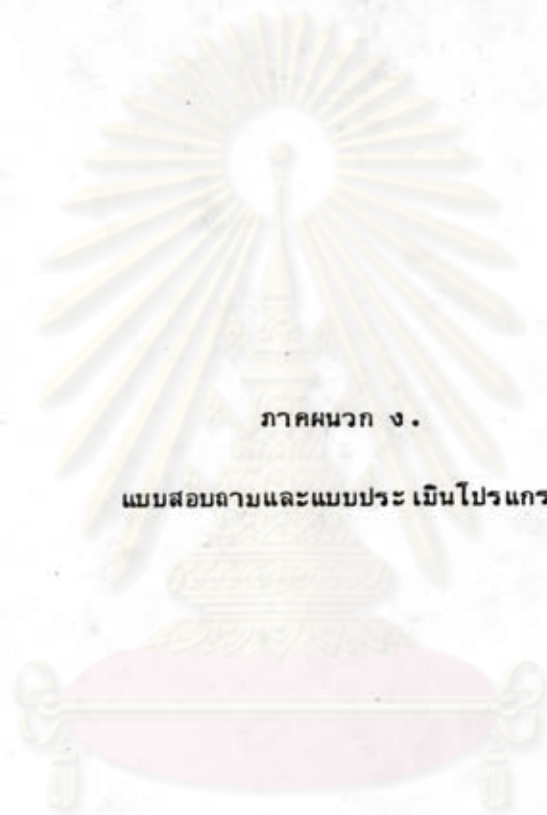 ภาคผนวก ง.
แบบสอบถามและแบบประเมินโปรแกร